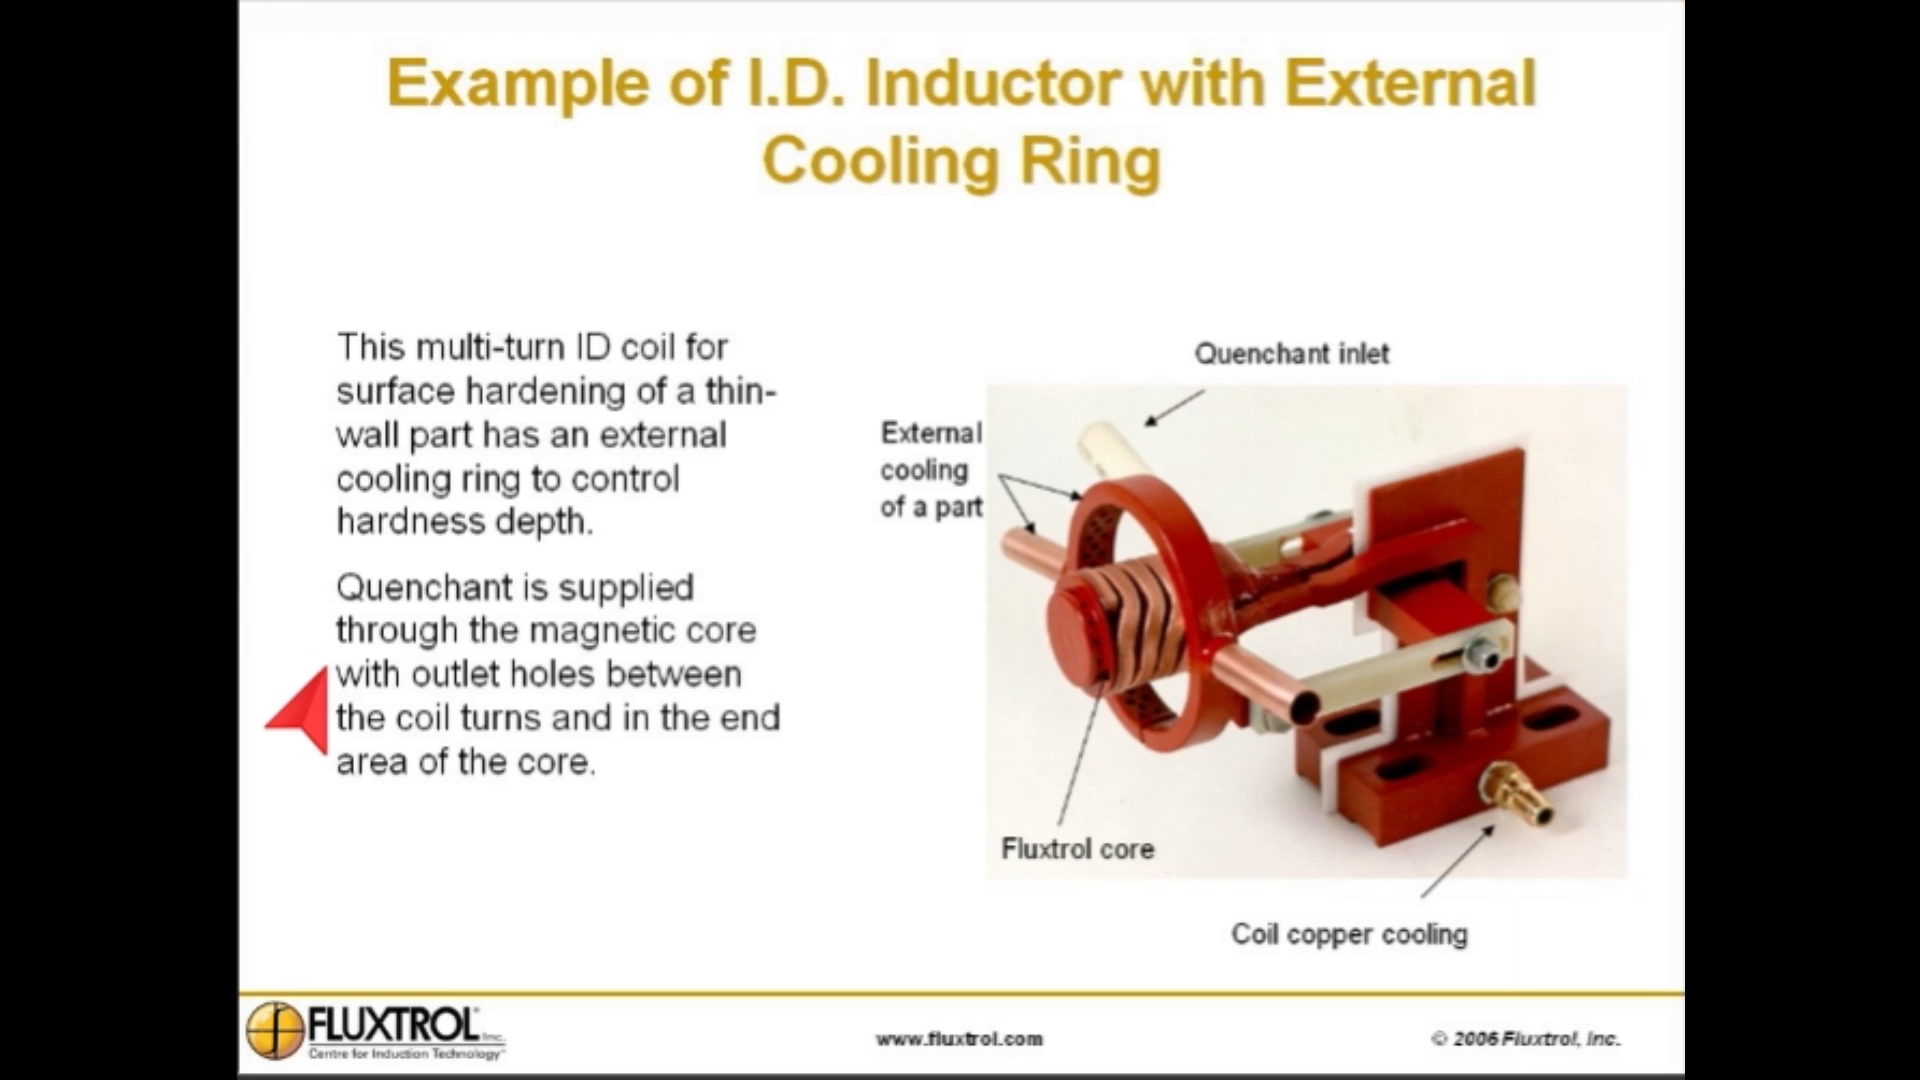 Example of I.D. Inductor with External
Cooling Ring
This multi-turn ID coil for
surface hardening of a thin-
wall part has an external
cooling ring to control
hardness depth.
Quenchant is supplied
through the magnetic core
with outlet holes between
the coil turns and in the end
area of the core.
Quenchant inlet
External
cooling
of a part
Fluxtrol core
Coil copper cooling
FLUXTROL Inc.
Centre for Induction Technology
www.fluxtrol.com
© 2006 Fluxtrol, Inc.